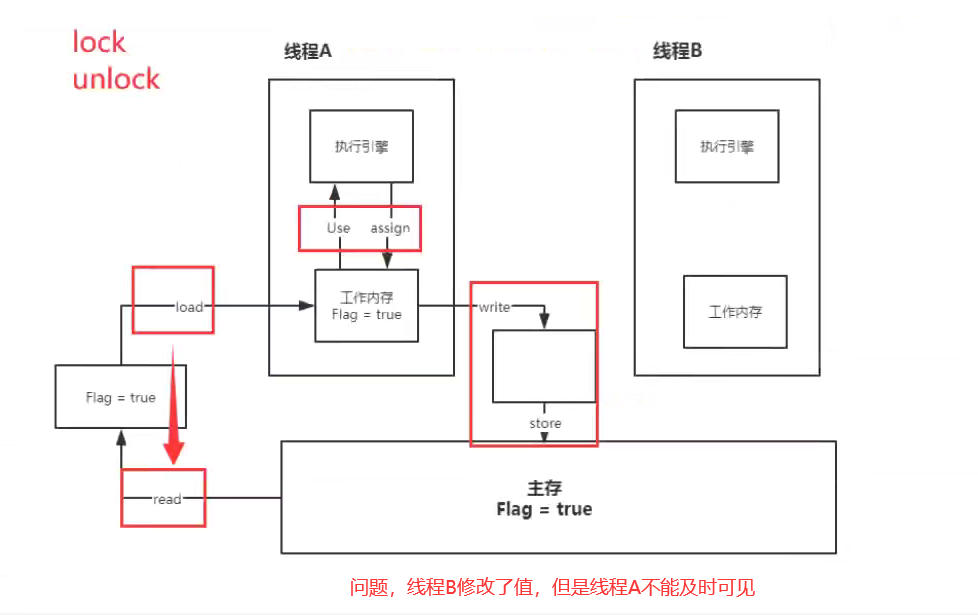 lock
unlock
线程A
线程B
执行引擎
执行引擎
Use
assign
load
工作内存
Flag = true
write
工作内存
Flag = true
store
read
主存
Flag = true
问题，线程B修改了值，但是线程A不能及时可见